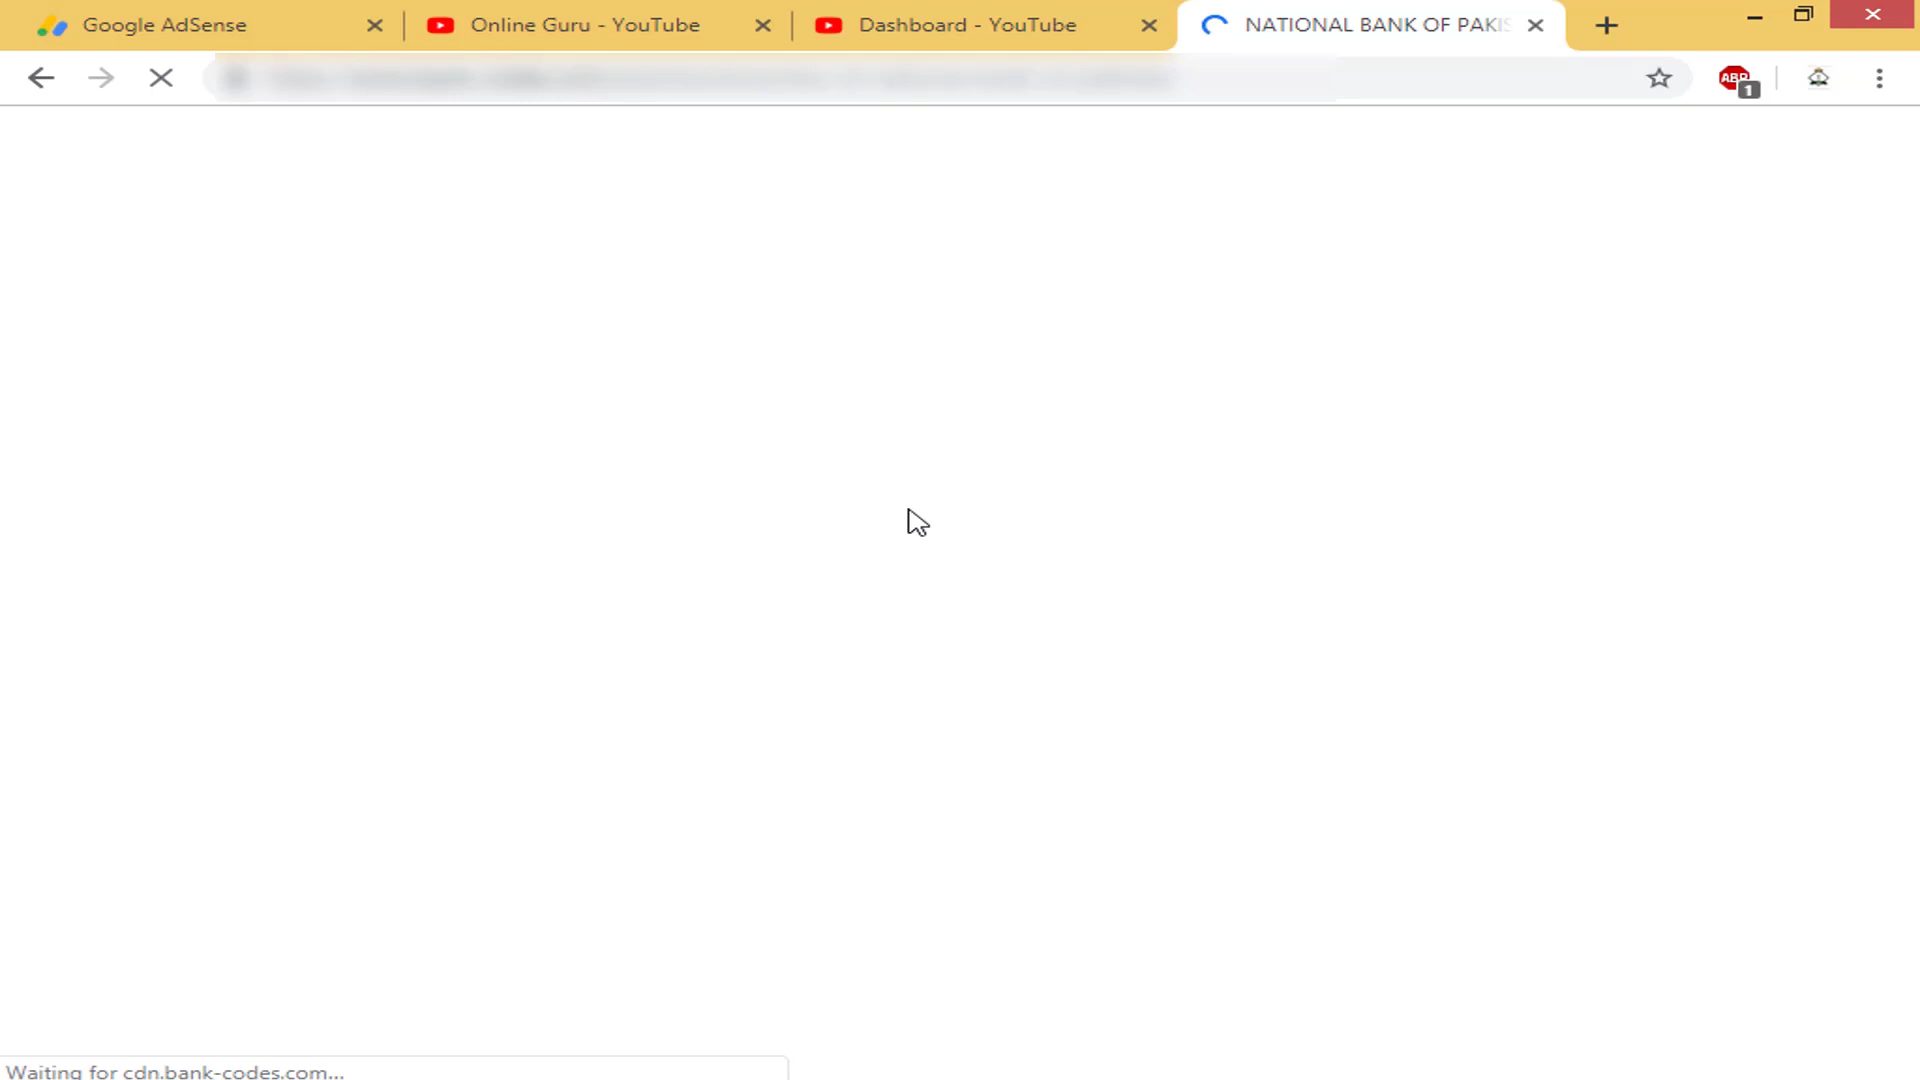 Google AdSense
Online Guru - YouTube
Dashboard - YouTube
NATIONAL BANK OF PAKIS
ABP
1
Waiting for cdn.bank-codes.com...